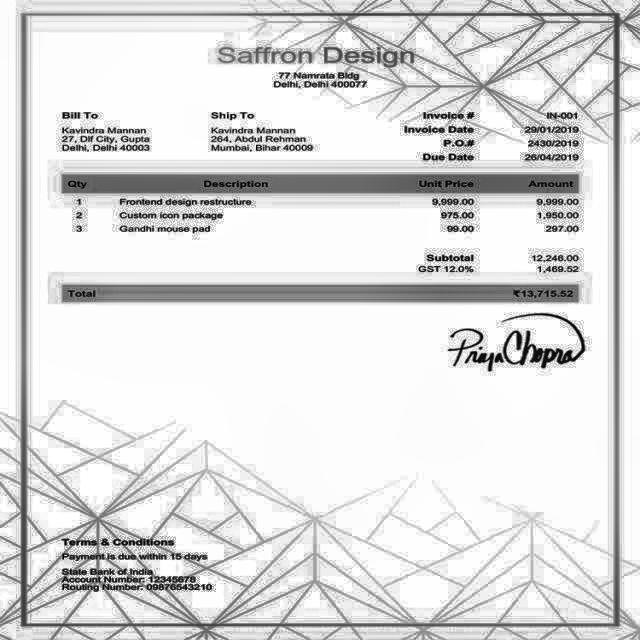 Saffron Design
77 Namrata Bldg
Delhi, Delhi 400077
Bill To Ship To Invoice # IN-001
Kavindra Mannan Kavindra Mannan Invoice Date 29/01/2019
27, Dlf City, Gupta 264, Abdul Rehman P.O.# 2430/2019
Delhi, Delhi 40003 Mumbai, Bihar 40009 Due Date 26/04/2019
Qty Description Unit Price Amount
1 Frontend design restructure 9,999.00 9,999.00
2 Custom icon package 975.00 1,950.00
3 Gandhi mouse pad 99.00 297.00
Subtotal 12,246.00
GST 12.0% 1,469.52
Total ₹13,715.52
Priya Chopra
Terms & Conditions
Payment is due within 15 days
State Bank of India
Account Number: 12345678
Routing Number: 09876543210